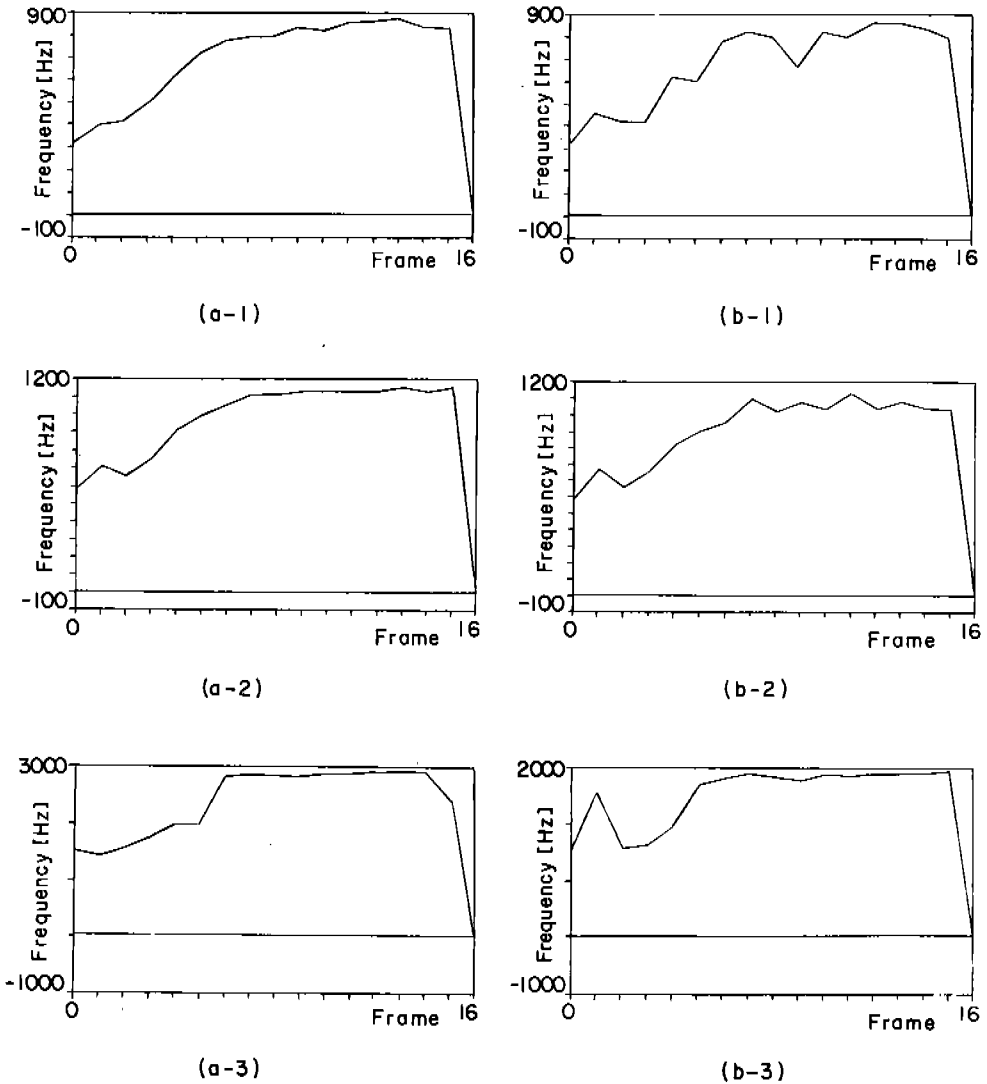 900
Frequency [Hz]
-100
0
Frame 16
(a-1)
900
Frequency [Hz]
-100
0
Frame 16
(b-1)
1200
Frequency [Hz]
-100
0
Frame 16
(a-2)
1200
Frequency [Hz]
-100
0
Frame 16
(b-2)
3000
Frequency [Hz]
-1000
0
Frame 16
(a-3)
2000
Frequency [Hz]
-1000
0
Frame 16
(b-3)